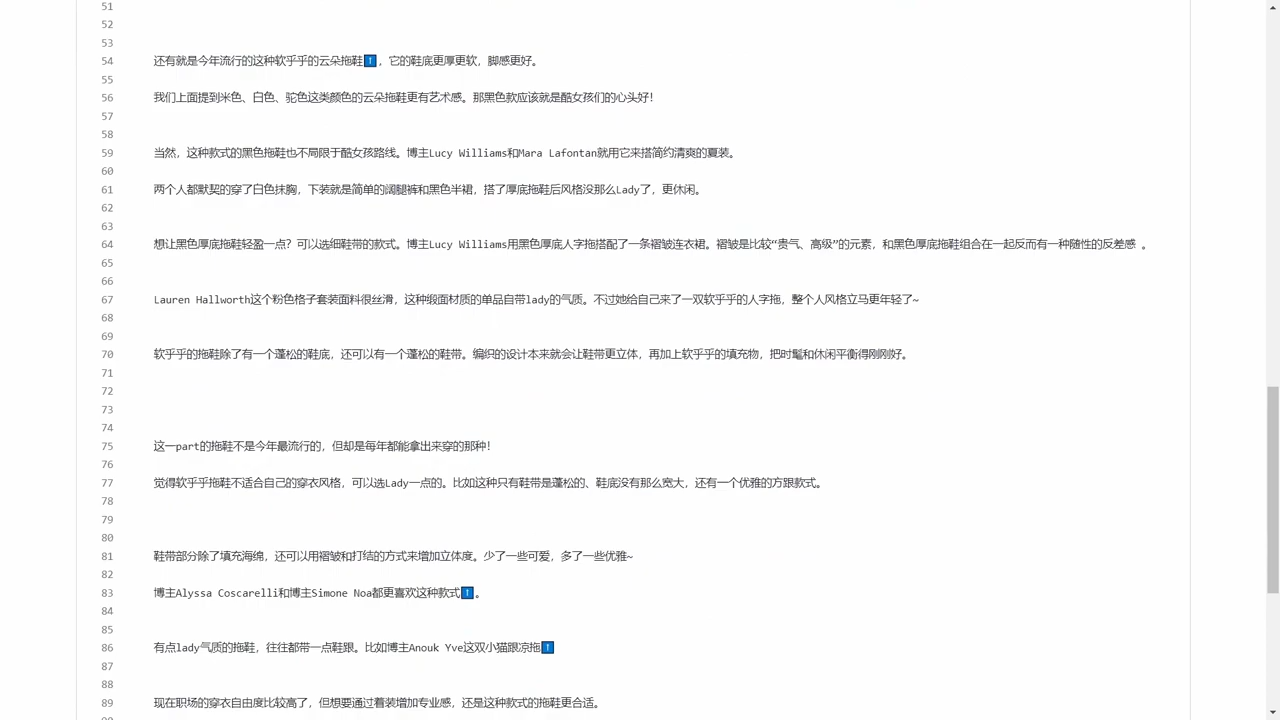 51
52
53
54 还有就是今年流行的这种软乎乎的云朵拖鞋⬆️，它的鞋底更厚更软，脚感更好。
55
56 我们上面提到米色、白色、驼色这类颜色的云朵拖鞋更有艺术感。那黑色款应该就是酷女孩们的心头好！
57
58
59 当然，这种款式的黑色拖鞋也不局限于酷女孩路线。博主Lucy Williams和Mara Lafontan就用它来搭简约清爽的夏装。
60
61 两个人都默契的穿了白色抹胸，下装就是简单的阔腿裤和黑色半裙，搭了厚底拖鞋后风格没那么Lady了，更休闲。
62
63
64 想让黑色厚底拖鞋轻盈一点？可以选细鞋带的款式。博主Lucy Williams用黑色厚底人字拖搭配了一条褶皱连衣裙。褶皱是比较“贵气、高级”的元素，和黑色厚底拖鞋组合在一起反而有一种随性的反差感 。
65
66
67 Lauren Hallworth这个粉色格子套装面料很丝滑，这种缎面材质的单品自带lady的气质。不过她给自己来了一双软乎乎的人字拖，整个人风格立马更年轻了~
68
69
70 软乎乎的拖鞋除了有一个蓬松的鞋底，还可以有一个蓬松的鞋带。编织的设计本来就会让鞋带更立体，再加上软乎乎的填充物，把时髦和休闲平衡得刚刚好。
71
72
73
74
75 这一part的拖鞋不是今年最流行的，但却是每年都能拿出来穿的那种！
76
77 觉得软乎乎拖鞋不适合自己的穿衣风格，可以选Lady一点的。比如这种只有鞋带是蓬松的、鞋底没有那么宽大，还有一个优雅的方跟款式。
78
79
80
81 鞋带部分除了填充海绵，还可以用褶皱和打结的方式来增加立体度。少了一些可爱，多了一些优雅~
82
83 博主Alyssa Coscarelli和博主Simone Noa都更喜欢这种款式⬆️。
84
85
86 有点lady气质的拖鞋，往往都带一点鞋跟。比如博主Anouk Yve这双小猫跟凉拖⬆️
87
88
89 现在职场的穿衣自由度比较高了，但想要通过着装增加专业感，还是这种款式的拖鞋更合适。